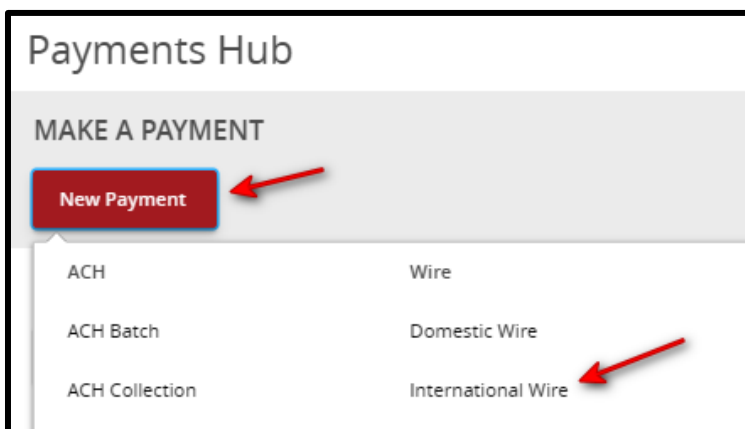 Payments Hub
MAKE A PAYMENT
New Payment
ACH Wire
ACH Batch Domestic Wire
ACH Collection International Wire